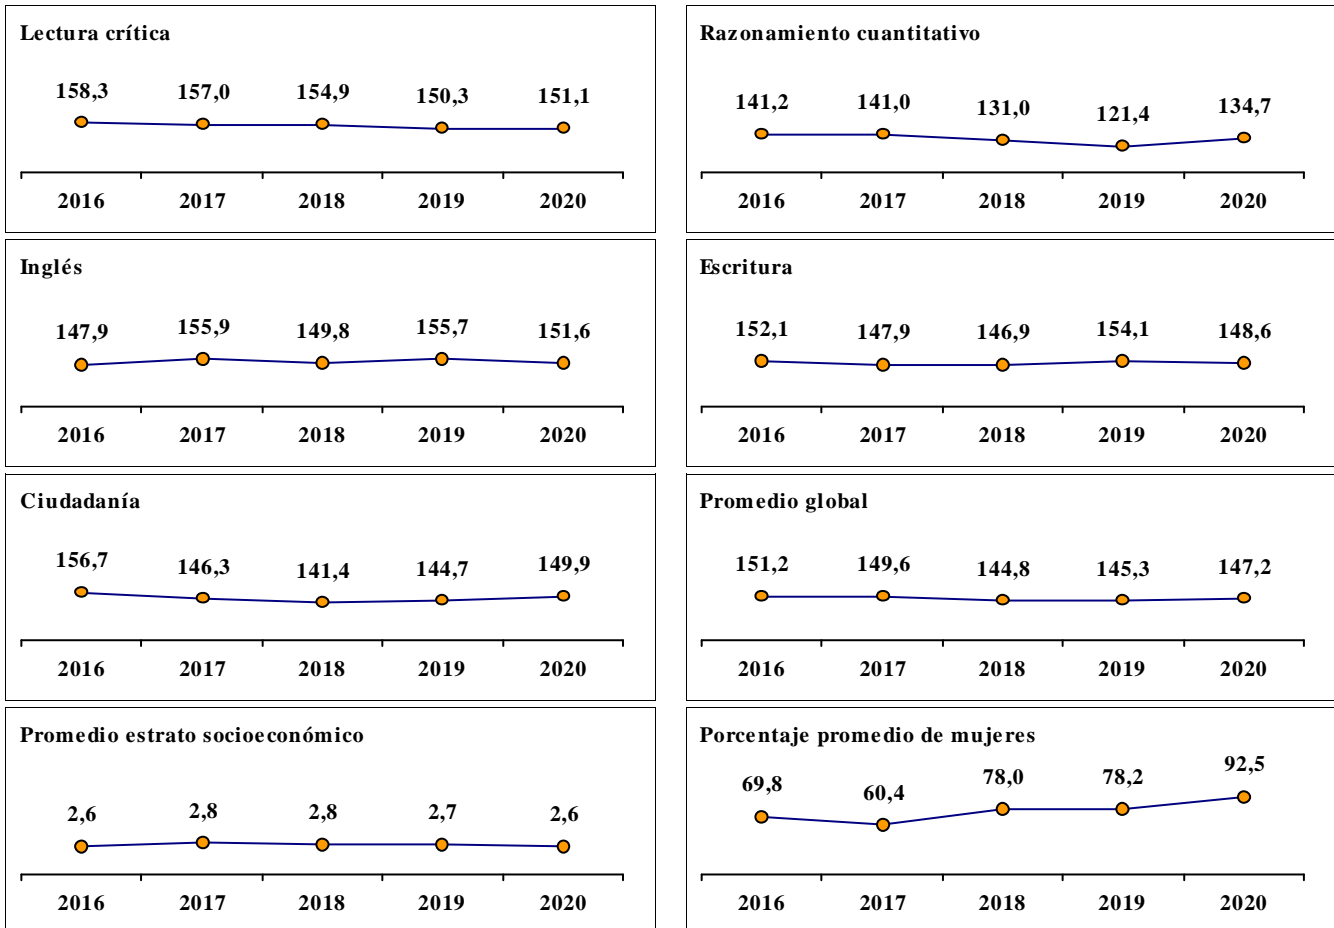 Lectura crítica
158,3 157,0 154,9 150,3 151,1
2016 2017 2018 2019 2020
Razonamiento cuantitativo
141,2 141,0 131,0 121,4 134,7
2016 2017 2018 2019 2020
Inglés
147,9 155,9 149,8 155,7 151,6
2016 2017 2018 2019 2020
Escritura
152,1 147,9 146,9 154,1 148,6
2016 2017 2018 2019 2020
Ciudadanía
156,7 146,3 141,4 144,7 149,9
2016 2017 2018 2019 2020
Promedio global
151,2 149,6 144,8 145,3 147,2
2016 2017 2018 2019 2020
Promedio estrato socioeconómico
2,6 2,8 2,8 2,7 2,6
2016 2017 2018 2019 2020
Porcentaje promedio de mujeres
69,8 60,4 78,0 78,2 92,5
2016 2017 2018 2019 2020